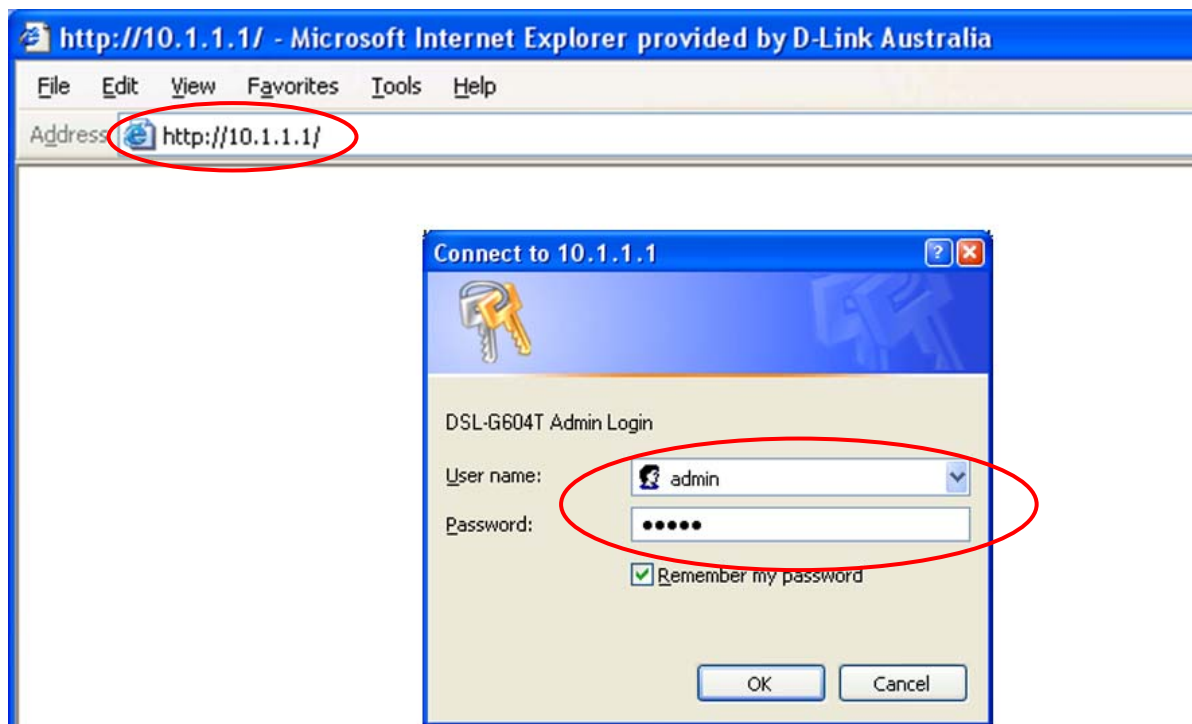 http://10.1.1.1/ - Microsoft Internet Explorer provided by D-Link Australia
File Edit View Favorites Tools Help
Address http://10.1.1.1/
Connect to 10.1.1.1
DSL-G604T Admin Login
User name: admin
Password: •••••
Remember my password
OK Cancel